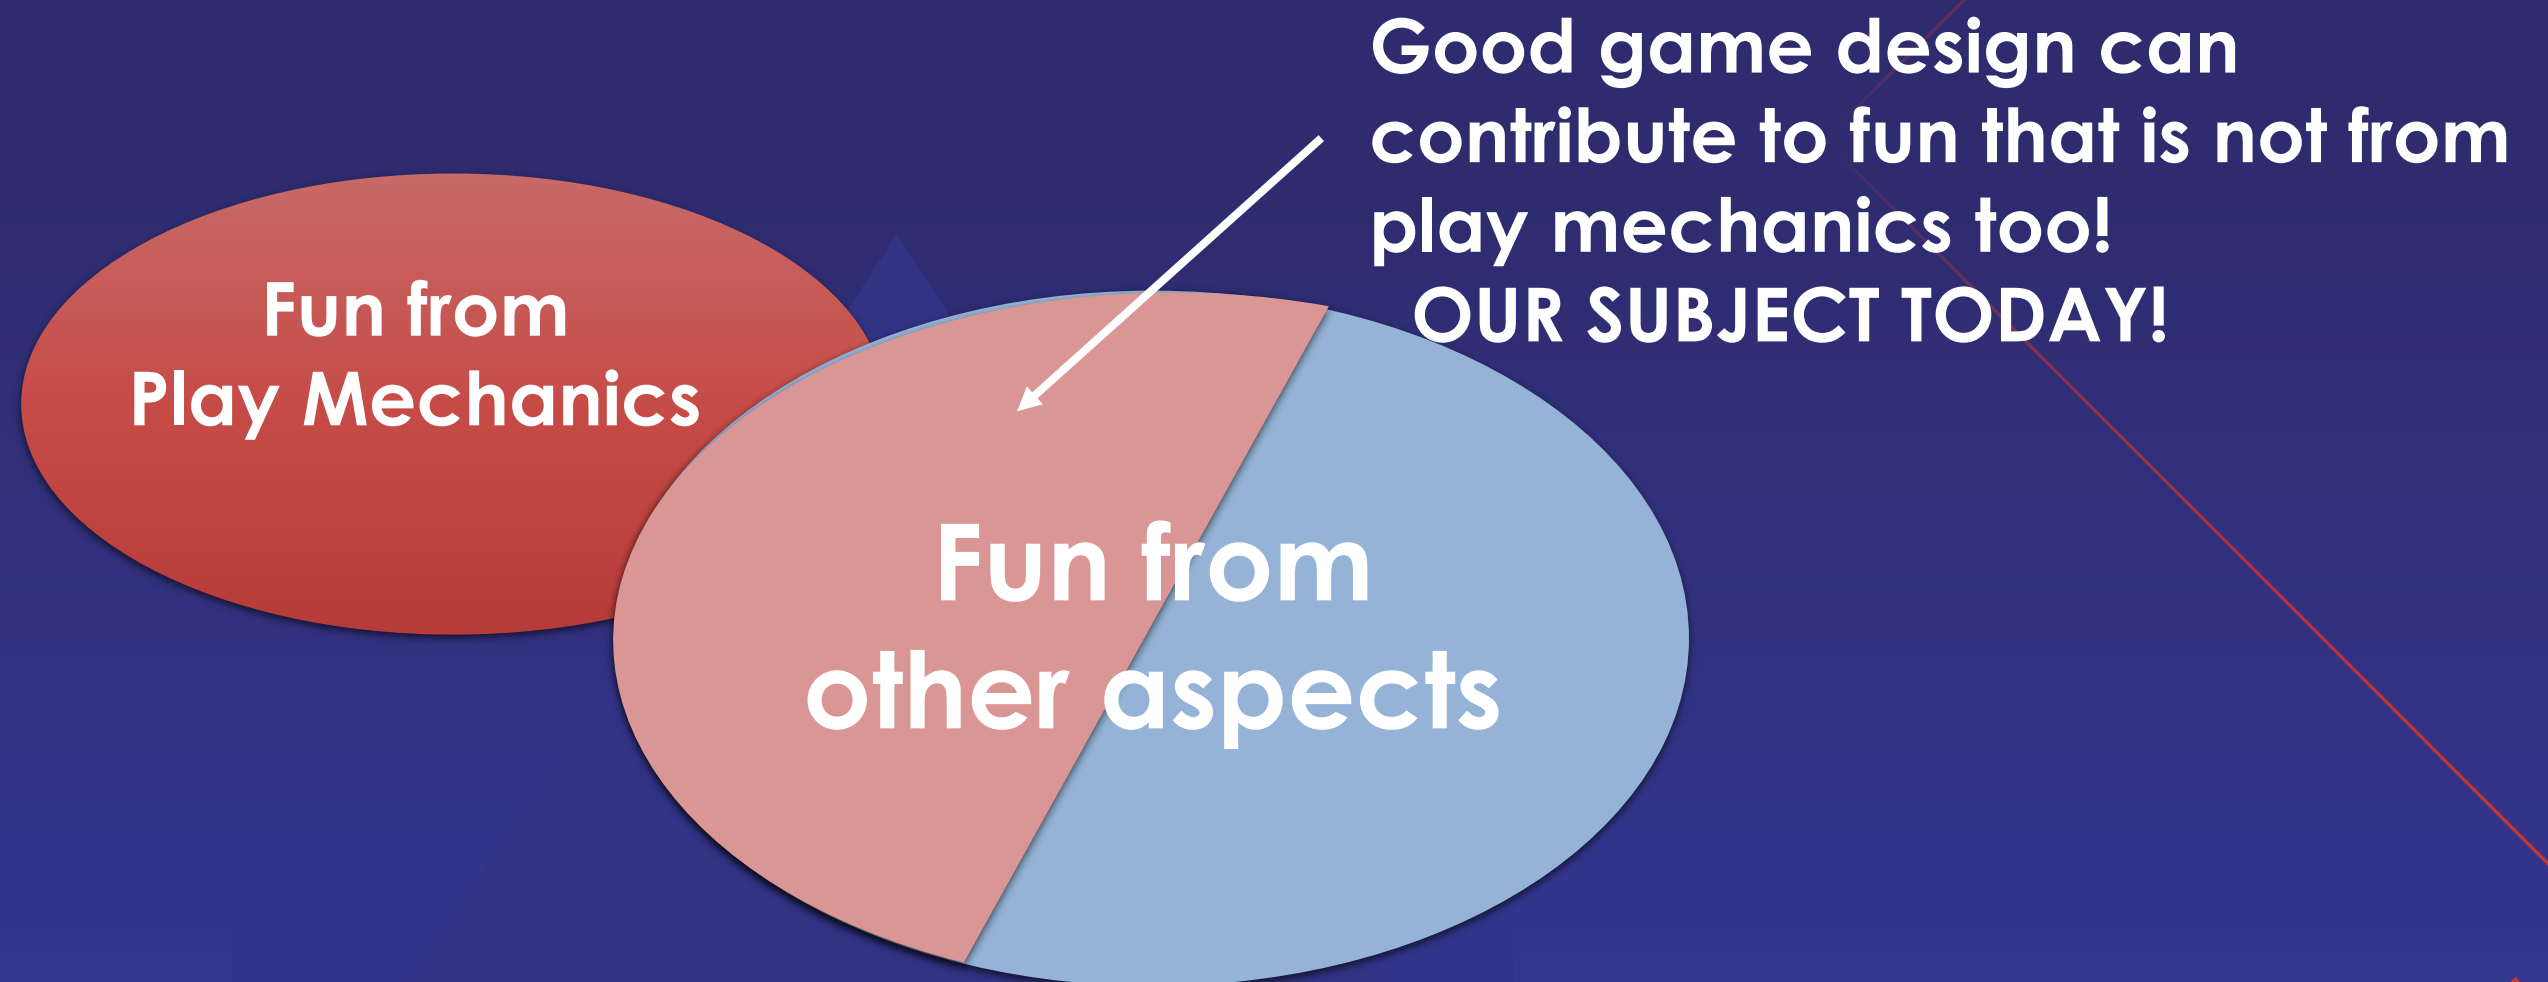 Good game design can
contribute to fun that is not from
play mechanics too!
OUR SUBJECT TODAY!
Fun from
Play Mechanics
Fun from
other aspects